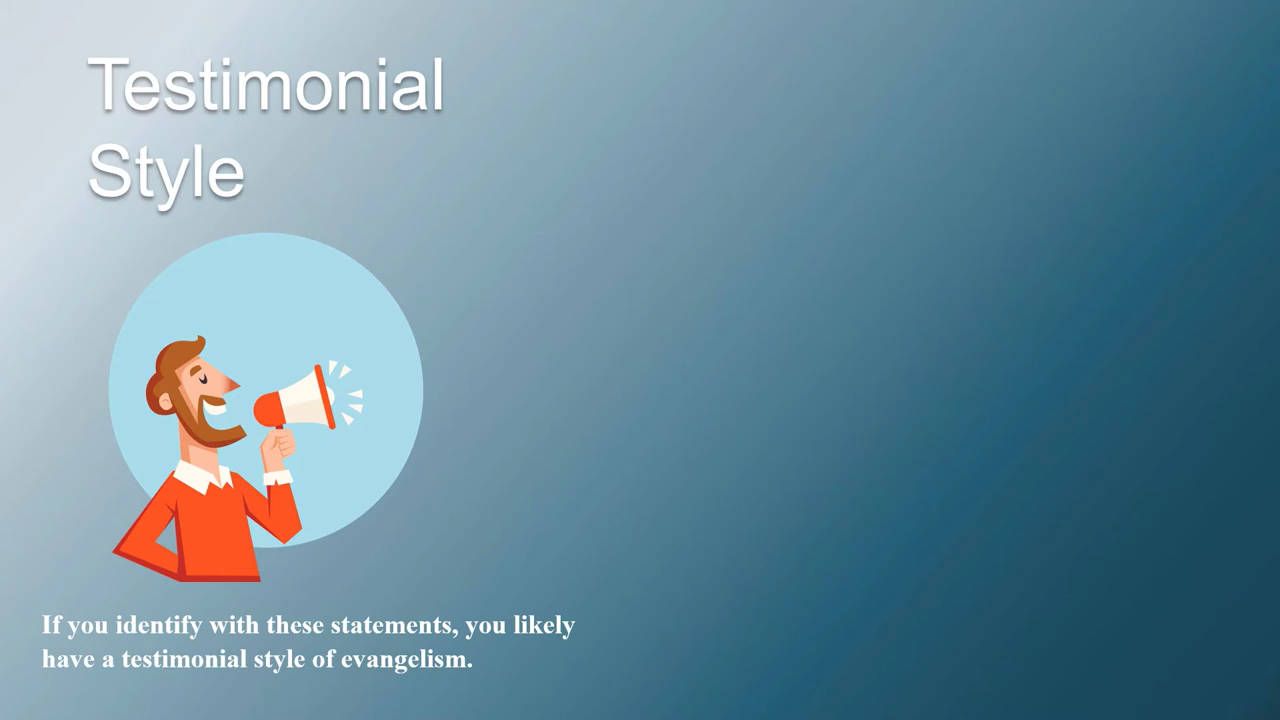 Testimonial
Style
If you identify with these statements, you likely
have a testimonial style of evangelism.